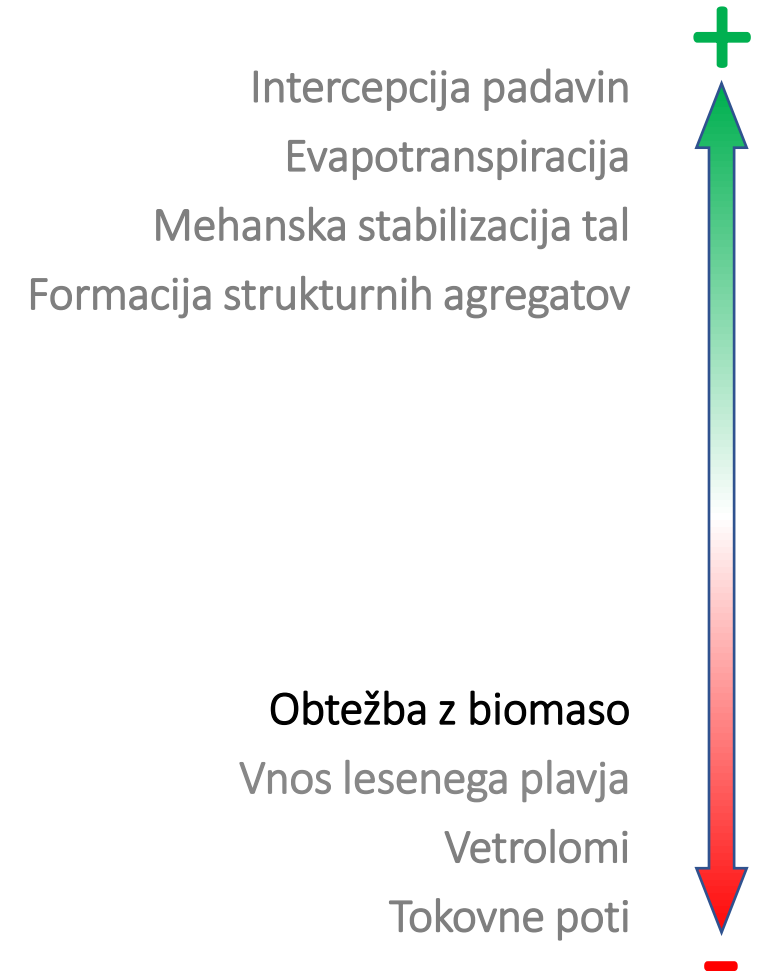 +
Intercepcija padavin
Evapotranspiracija
Mehanska stabilizacija tal
Formacija strukturnih agregatov
Obtežba z biomaso
Vnos lesenega plavja
Vetrolomi
Tokovne poti
-